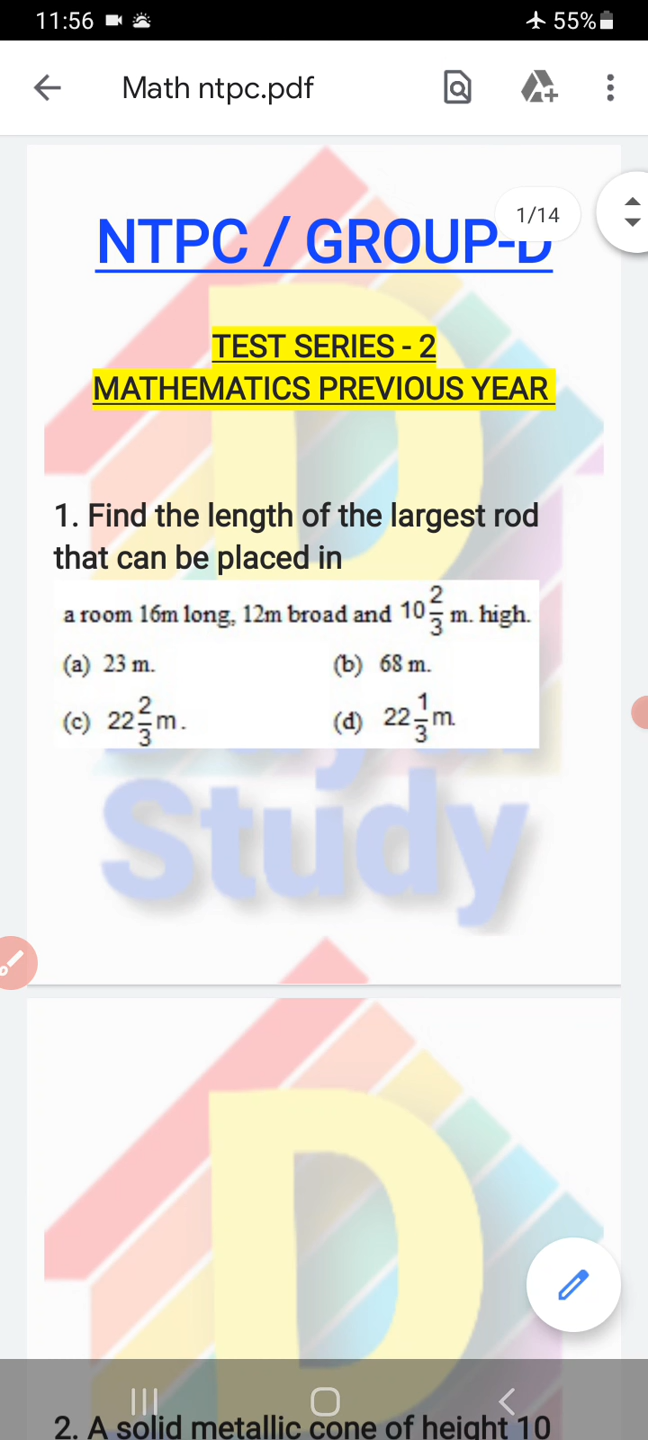 11:56
55%
Math ntpc.pdf
1/14
NTPC / GROUP-D
TEST SERIES - 2
MATHEMATICS PREVIOUS YEAR
1. Find the length of the largest rod
that can be placed in
a room 16m long, 12m broad and 10 2/3 m. high.
(a) 23 m. (b) 68 m.
(c) 22 2/3 m. (d) 22 1/3 m.
Study
D
2. A solid metallic cone of height 10